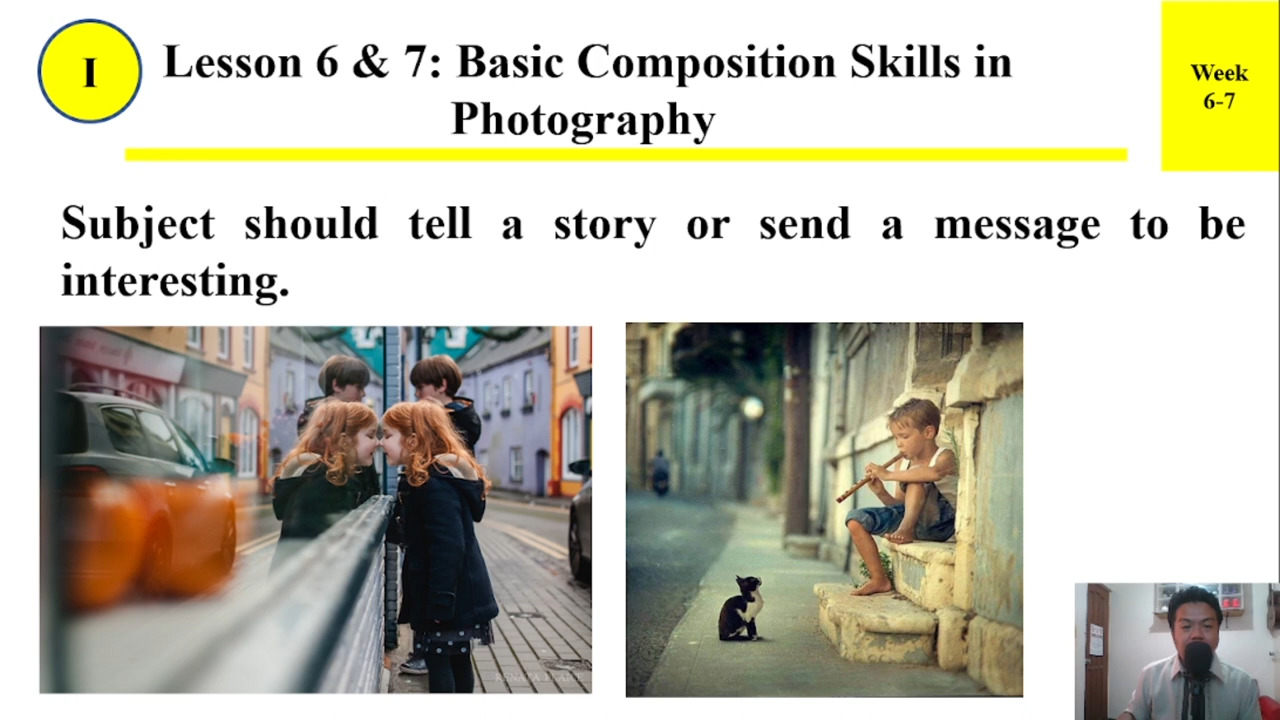 I
Lesson 6 & 7: Basic Composition Skills in
Photography
Week
6-7
Subject should tell a story or send a message to be
interesting.